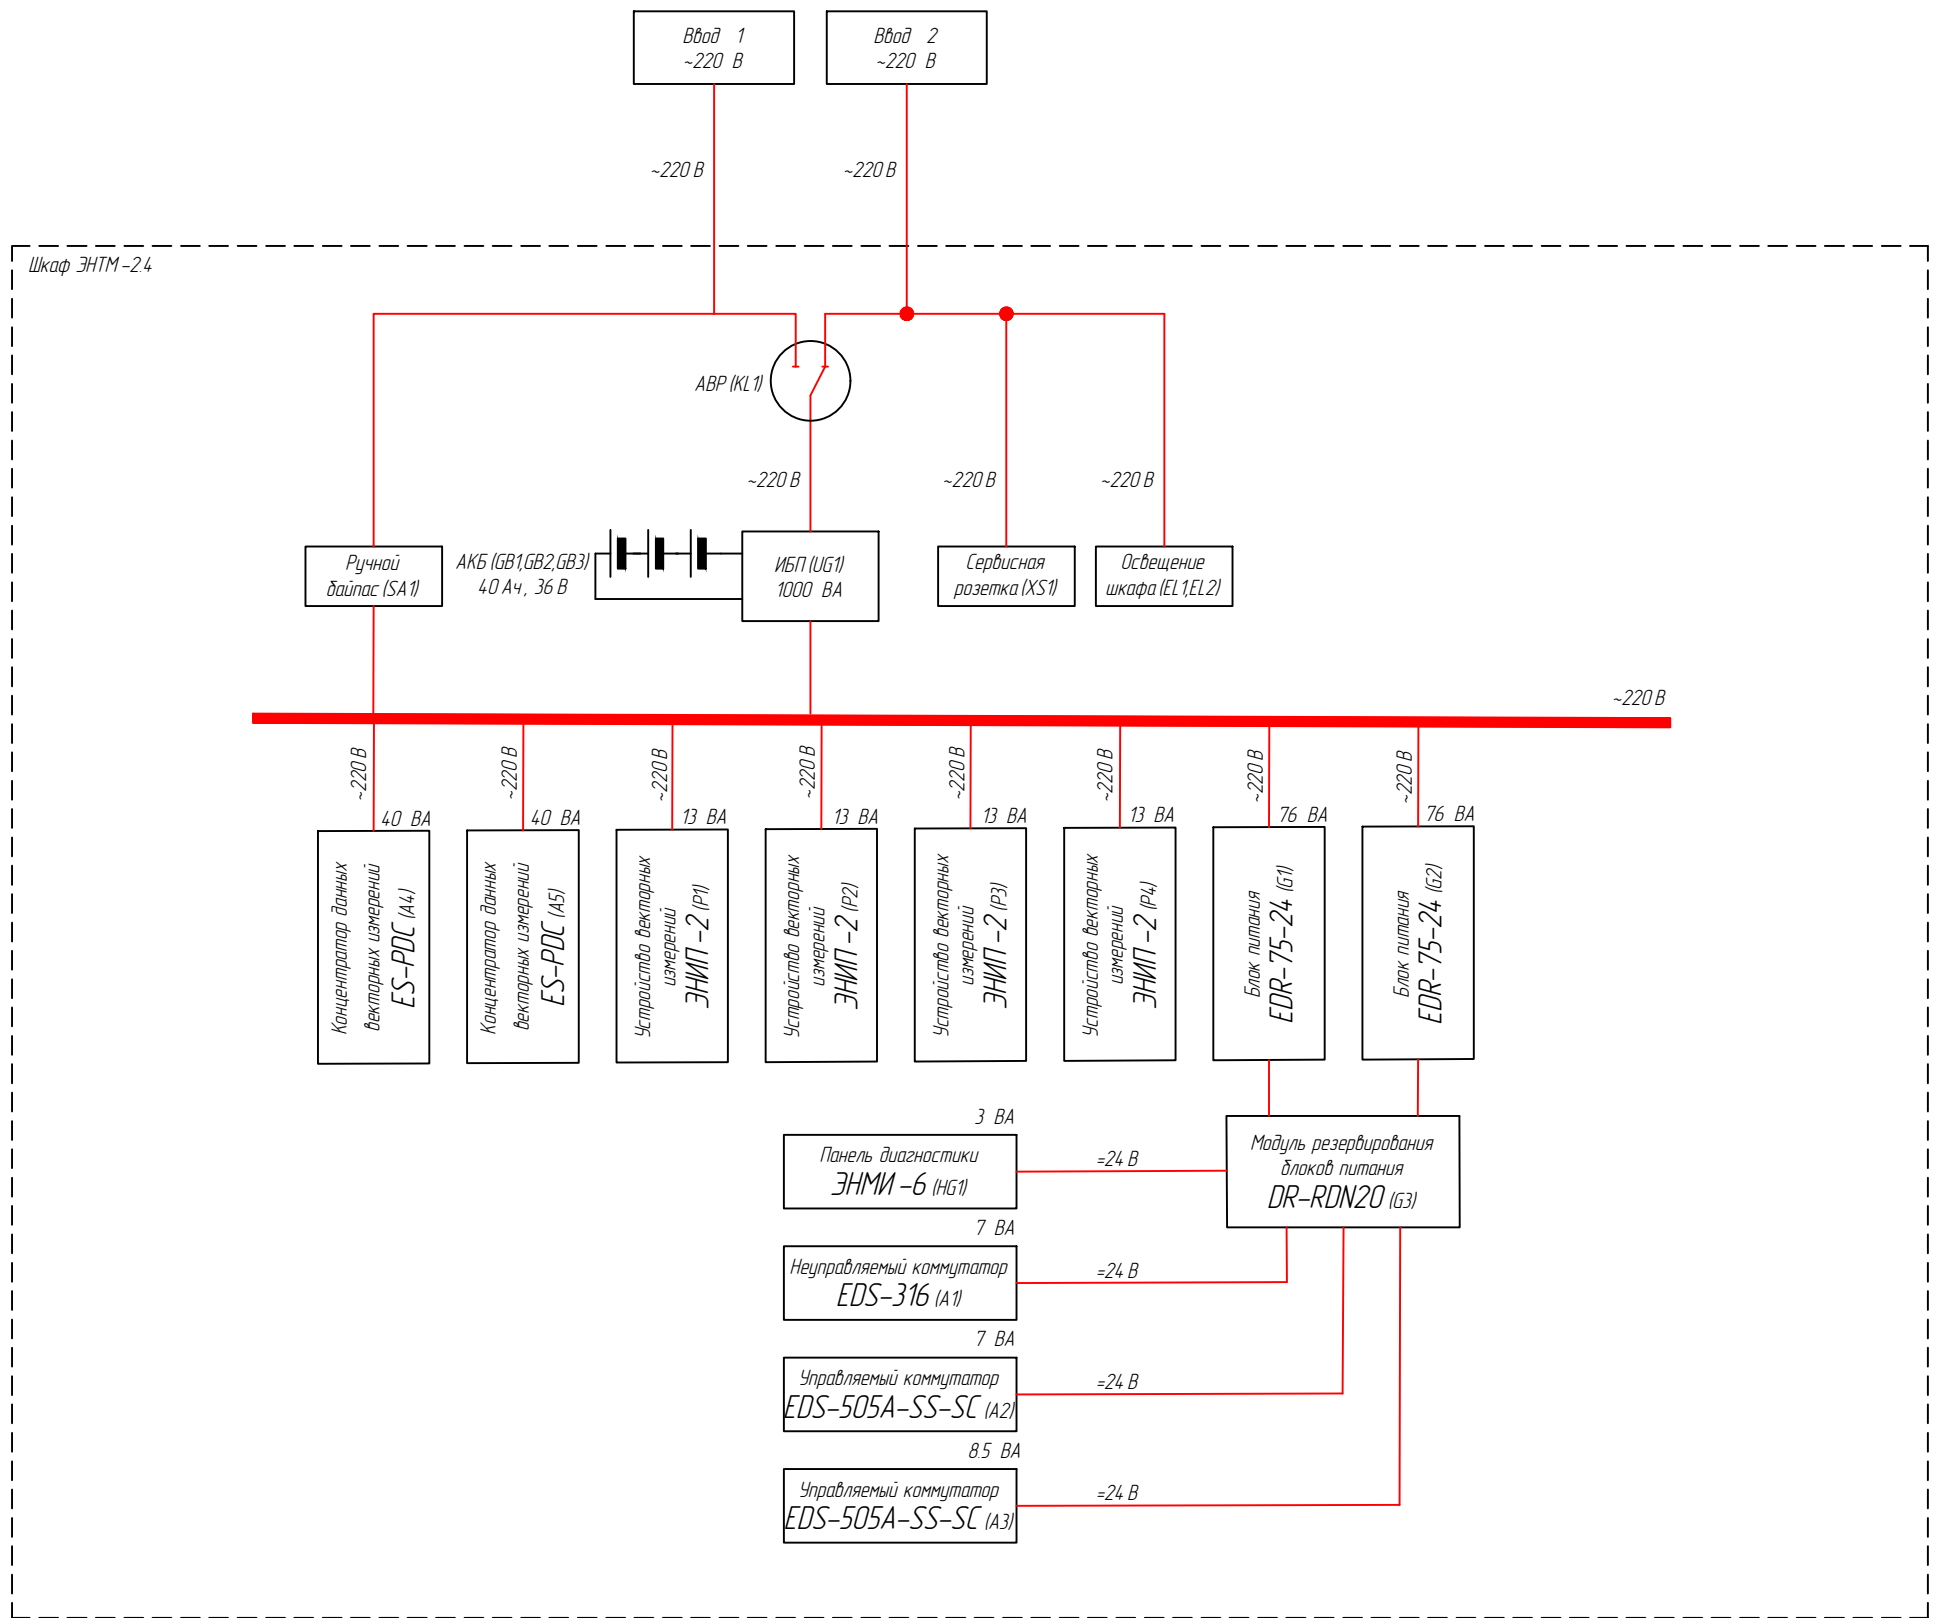 Ввод 1
~220 В
Ввод 2
~220 В
~220 В
~220 В
Шкаф ЭНТМ-2.4
АВР (KL1)
~220 В
~220 В
~220 В
Ручной
байпас (SA1)
АКБ (GB1,GB2,GB3)
40 Ач, 36 В
ИБП (UG1)
1000 ВА
Сервисная
розетка (XS1)
Освещение
шкафа (EL1,EL2)
~220 В
~220 В
~220 В
~220 В
~220 В
~220 В
~220 В
~220 В
~220 В
40 ВА
40 ВА
13 ВА
13 ВА
13 ВА
13 ВА
76 ВА
76 ВА
Концентратор данных
векторных измерений
ES-PDC (A4)
Концентратор данных
векторных измерений
ES-PDC (A5)
Устройство векторных
измерений
ЭНИП-2 (P1)
Устройство векторных
измерений
ЭНИП-2 (P2)
Устройство векторных
измерений
ЭНИП-2 (P3)
Устройство векторных
измерений
ЭНИП-2 (P4)
Блок питания
EDR-75-24 (G1)
Блок питания
EDR-75-24 (G2)
3 ВА
Панель диагностики
ЭНМИ-6 (HG1)
=24 В
Модуль резервирования
блоков питания
DR-RDN20 (G3)
7 ВА
Неуправляемый коммутатор
EDS-316 (A1)
=24 В
7 ВА
Управляемый коммутатор
EDS-505A-SS-SC (A2)
=24 В
8.5 ВА
Управляемый коммутатор
EDS-505A-SS-SC (A3)
=24 В